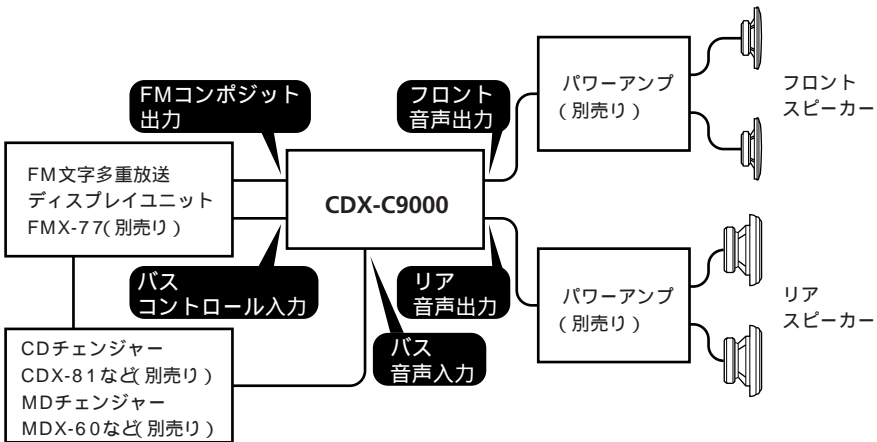 FMコンポジット
出力
フロント
音声出力
パワーアンプ
(別売り)
フロント
スピーカー
FM文字多重放送
ディスプレイユニット
FMX-77(別売り)
CDX-C9000
バス
コントロール入力
リア
音声出力
パワーアンプ
(別売り)
リア
スピーカー
バス
音声入力
CDチェンジャー
CDX-81など(別売り)
MDチェンジャー
MDX-60など(別売り)